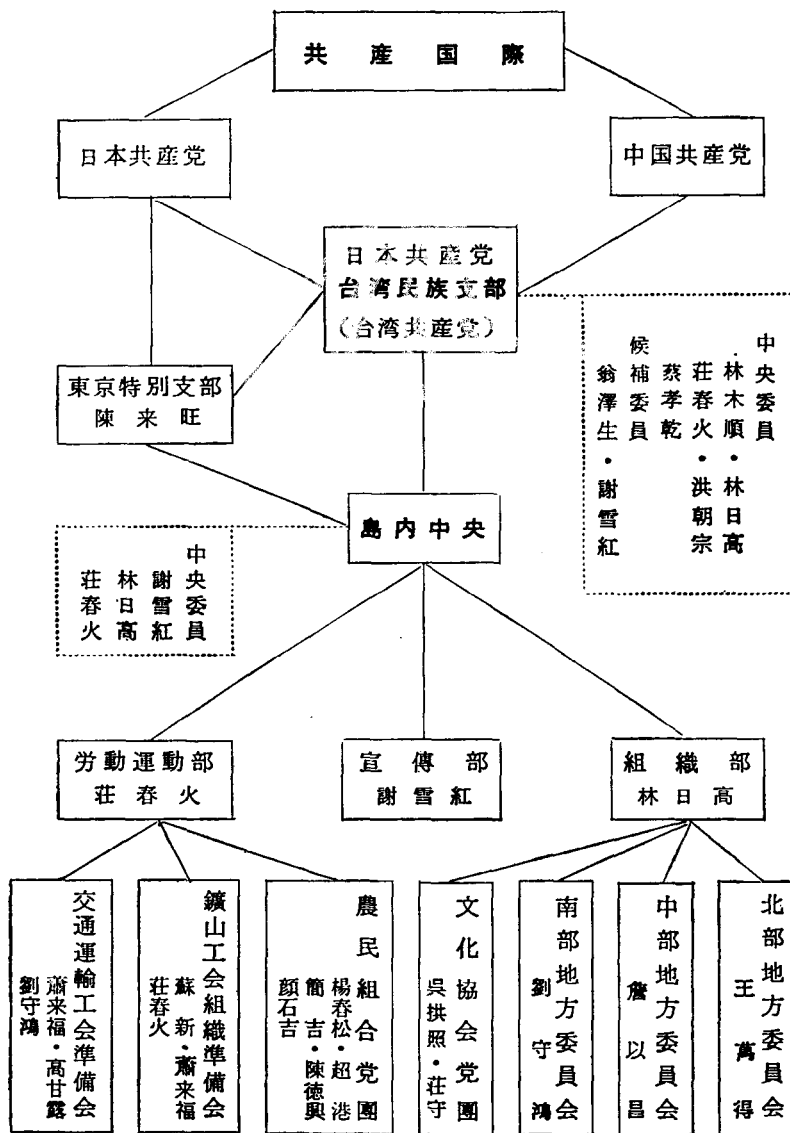 共産国際
日本共産党
中国共産党
日本共産党
台湾民族支部
(台湾共産党)
中央委員
林木順・林日高
荘春火・洪朝宗
蔡孝乾
候補委員
翁澤生・謝雪紅
東京特別支部
陳来旺
島内中央
中央委員
謝雪紅
林日高
荘春火
労動運動部
荘春火
宣傳部
謝雪紅
組織部
林日高
北部地方委員会
王萬得
中部地方委員会
詹以昌
南部地方委員会
劉守鴻
文化協会党團
呉拱照・荘守
農民組合党團
楊春松・超港
簡吉・陳徳興
顔石吉
鑛山工会組織準備会
蘇新・蕭来福
荘春火
交通運輸工会準備会
蕭来福・高甘露
劉守鴻